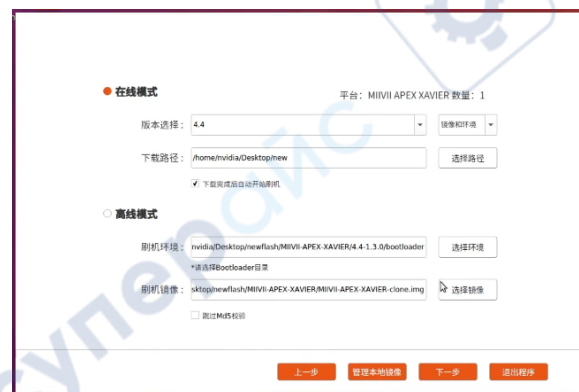 在线模式
平台：MIIVII APEX XAVIER 数量：1
版本选择：4.4 镜像和环境
下载路径：/home/nvidia/Desktop/new 选择路径
下载完成后自动开始刷机
离线模式
刷机环境：nvidia/Desktop/newflash/MIIVII-APEX-XAVIER/4.4-1.3.0/bootloader 选择环境
*请选择Bootloader目录
刷机镜像：sktop/newflash/MIIVII-APEX-XAVIER/MIIVII-APEX-XAVIER-clone.img 选择镜像
跳过Md5校验
上一步 管理本地镜像 下一步 退出程序